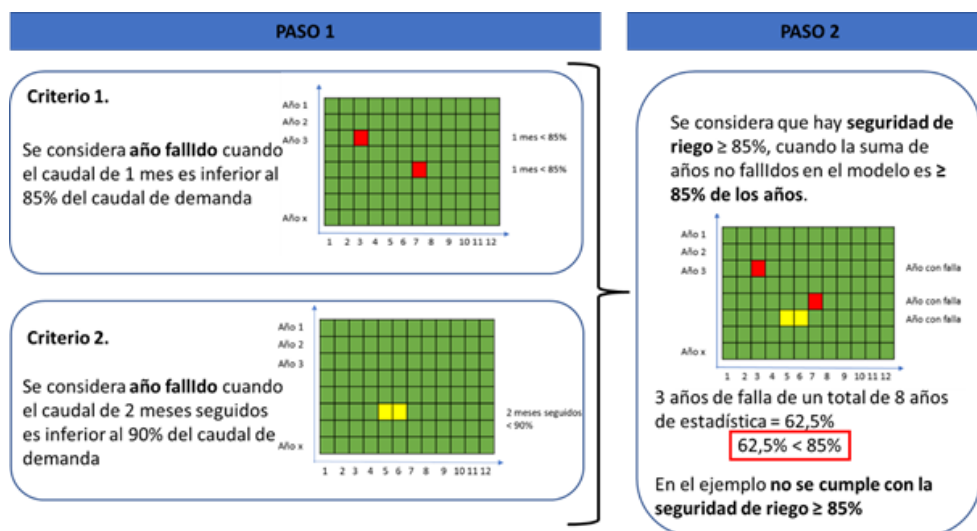 PASO 1
Criterio 1.
Se considera año fallIdo cuando
el caudal de 1 mes es inferior al
85% del caudal de demanda
Año 1
Año 2
Año 3
Año x
1 mes < 85%
1 mes < 85%
1 2 3 4 5 6 7 8 9 10 11 12
Criterio 2.
Se considera año fallIdo cuando
el caudal de 2 meses seguidos
es inferior al 90% del caudal de
demanda
Año 1
Año 2
Año 3
Año x
2 meses seguidos
< 90%
1 2 3 4 5 6 7 8 9 10 11 12
PASO 2
Se considera que hay seguridad de
riego ≥ 85%, cuando la suma de
años no fallIdos en el modelo es ≥
85% de los años.
Año 1
Año 2
Año 3
Año x
Año con falla
Año con falla
Año con falla
1 2 3 4 5 6 7 8 9 10 11 12
3 años de falla de un total de 8 años
de estadística = 62,5%
62,5% < 85%
En el ejemplo no se cumple con la
seguridad de riego ≥ 85%